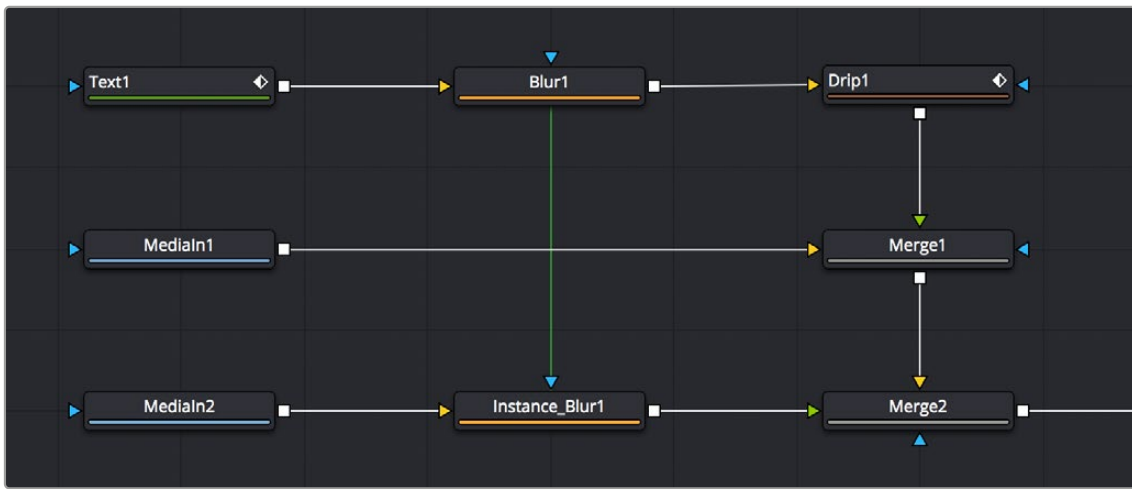 Text1
Blur1
Drip1
MediaIn1
Merge1
MediaIn2
Instance_Blur1
Merge2